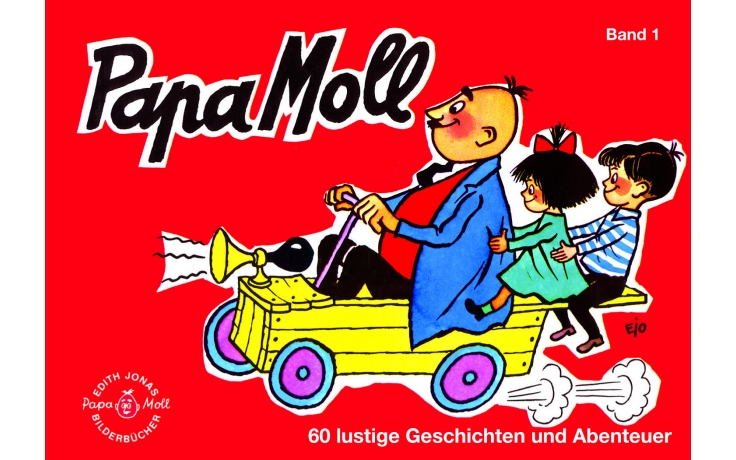 Band 1
Papa Moll
Ejo
EDITH JONAS
Papa Moll
BILDERBÜCHER
60 lustige Geschichten und Abenteuer